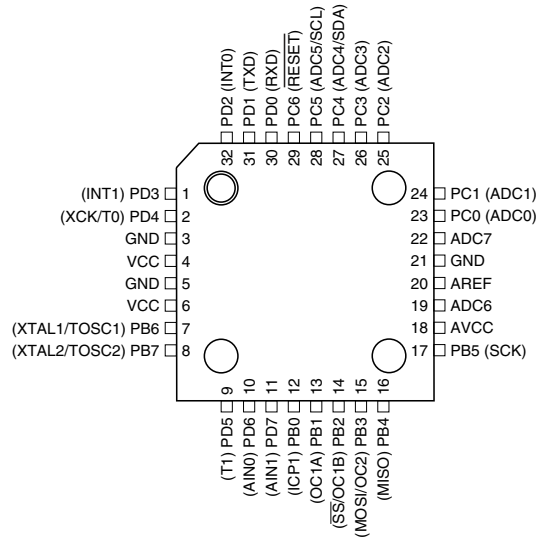 PD2 (INT0)
PD1 (TXD)
PD0 (RXD)
PC6 (RESET)
PC5 (ADC5/SCL)
PC4 (ADC4/SDA)
PC3 (ADC3)
PC2 (ADC2)
32
31
30
29
28
27
26
25
(INT1) PD3 1
(XCK/T0) PD4 2
GND 3
VCC 4
GND 5
VCC 6
(XTAL1/TOSC1) PB6 7
(XTAL2/TOSC2) PB7 8
24 PC1 (ADC1)
23 PC0 (ADC0)
22 ADC7
21 GND
20 AREF
19 ADC6
18 AVCC
17 PB5 (SCK)
9
10
11
12
13
14
15
16
(T1) PD5
(AIN0) PD6
(AIN1) PD7
(ICP1) PB0
(OC1A) PB1
(SS/OC1B) PB2
(MOSI/OC2) PB3
(MISO) PB4